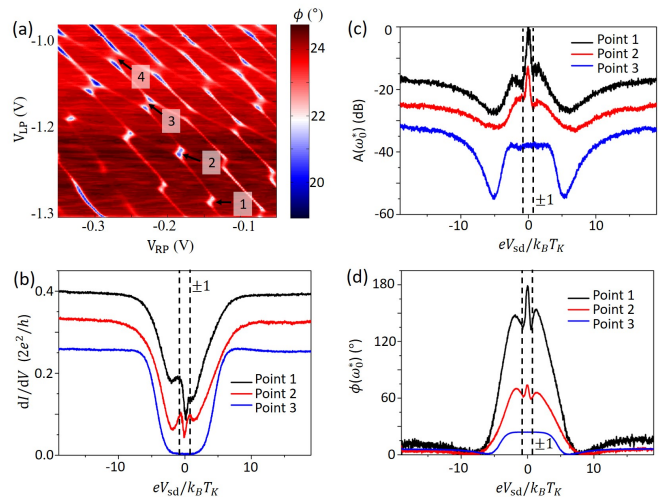 (a)
ϕ (°)
-1.0
-1.2
-1.3
V_LP (V)
4
3
2
1
-0.3
-0.2
-0.1
V_RP (V)
24
22
20
(b)
±1
0.4
0.2
0.0
dI/dV (2e²/h)
Point 1
Point 2
Point 3
-10
0
10
eV_sd/k_BT_K
(c)
0
-20
-40
-60
A(ω₀*) (dB)
Point 1
Point 2
Point 3
±1
-10
0
10
eV_sd/k_BT_K
(d)
180
120
60
0
ϕ(ω₀*) (°)
Point 1
Point 2
Point 3
±1
-10
0
10
eV_sd/k_BT_K